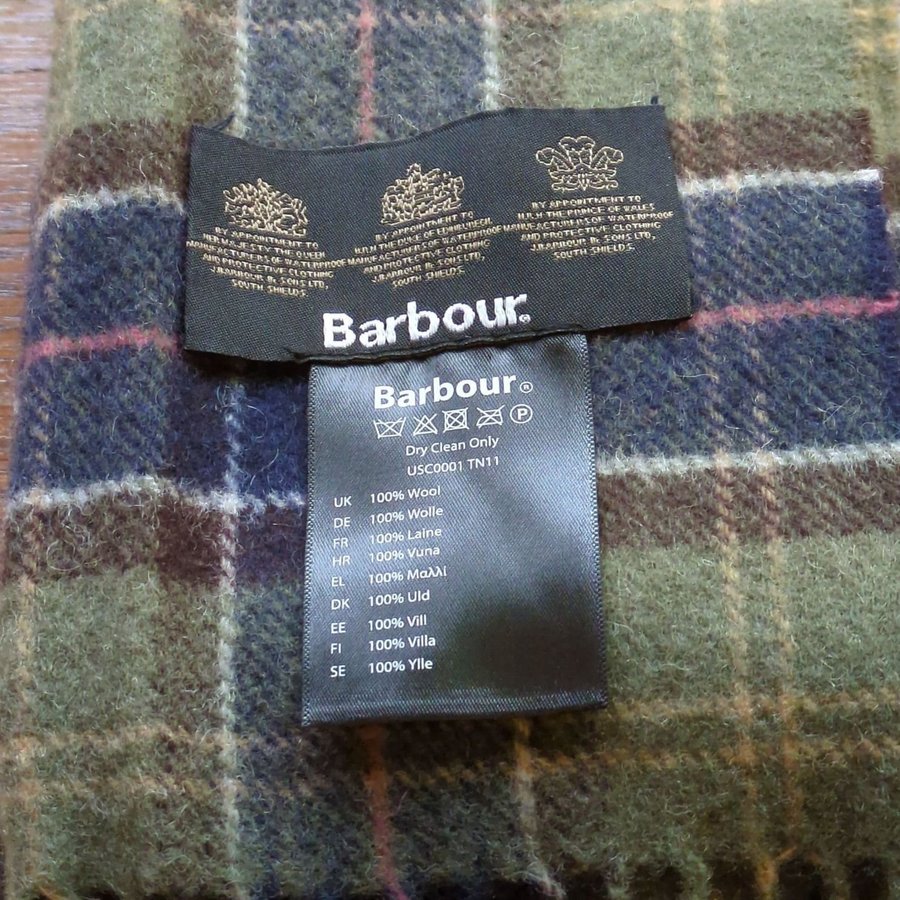 BY APPOINTMENT TO
H.M. THE QUEEN
MANUFACTURERS OF WATERPROOF
AND PROTECTIVE CLOTHING
J.BARBOUR & SONS LTD,
SOUTH SHIELDS.
BY APPOINTMENT TO
H.R.H. THE
MANUFACTURERS OF WATERPROOF
AND PROTECTIVE CLOTHING
J.BARBOUR & SONS LTD,
SOUTH SHIELDS.
BY APPOINTMENT TO
H.R.H THE PRINCE OF WALES
MANUFACTURERS OF WATERPROOF
AND PROTECTIVE CLOTHING
J.BARBOUR & SONS LTD,
SOUTH SHIELDS.
Barbour®
Barbour®
Dry Clean Only
USC0001 TN11
UK 100% Wool
DE 100% Wolle
FR 100% Laine
HR 100% Vuna
EL 100% Μαλλί
DK 100% Uld
EE 100% Vill
FI 100% Villa
SE 100% Ylle